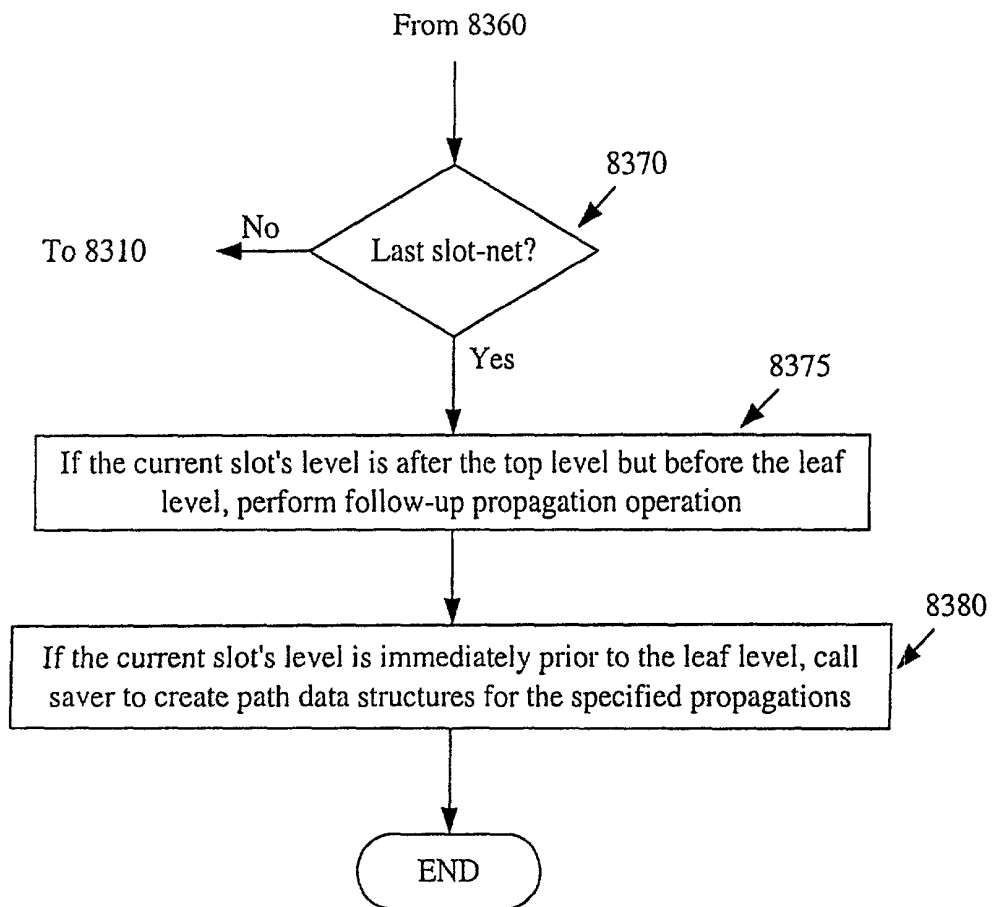 From 8360
8370
Last slot-net?
No
To 8310
Yes
8375
If the current slot's level is after the top level but before the leaf
level, perform follow-up propagation operation
8380
If the current slot's level is immediately prior to the leaf level, call
saver to create path data structures for the specified propagations
END